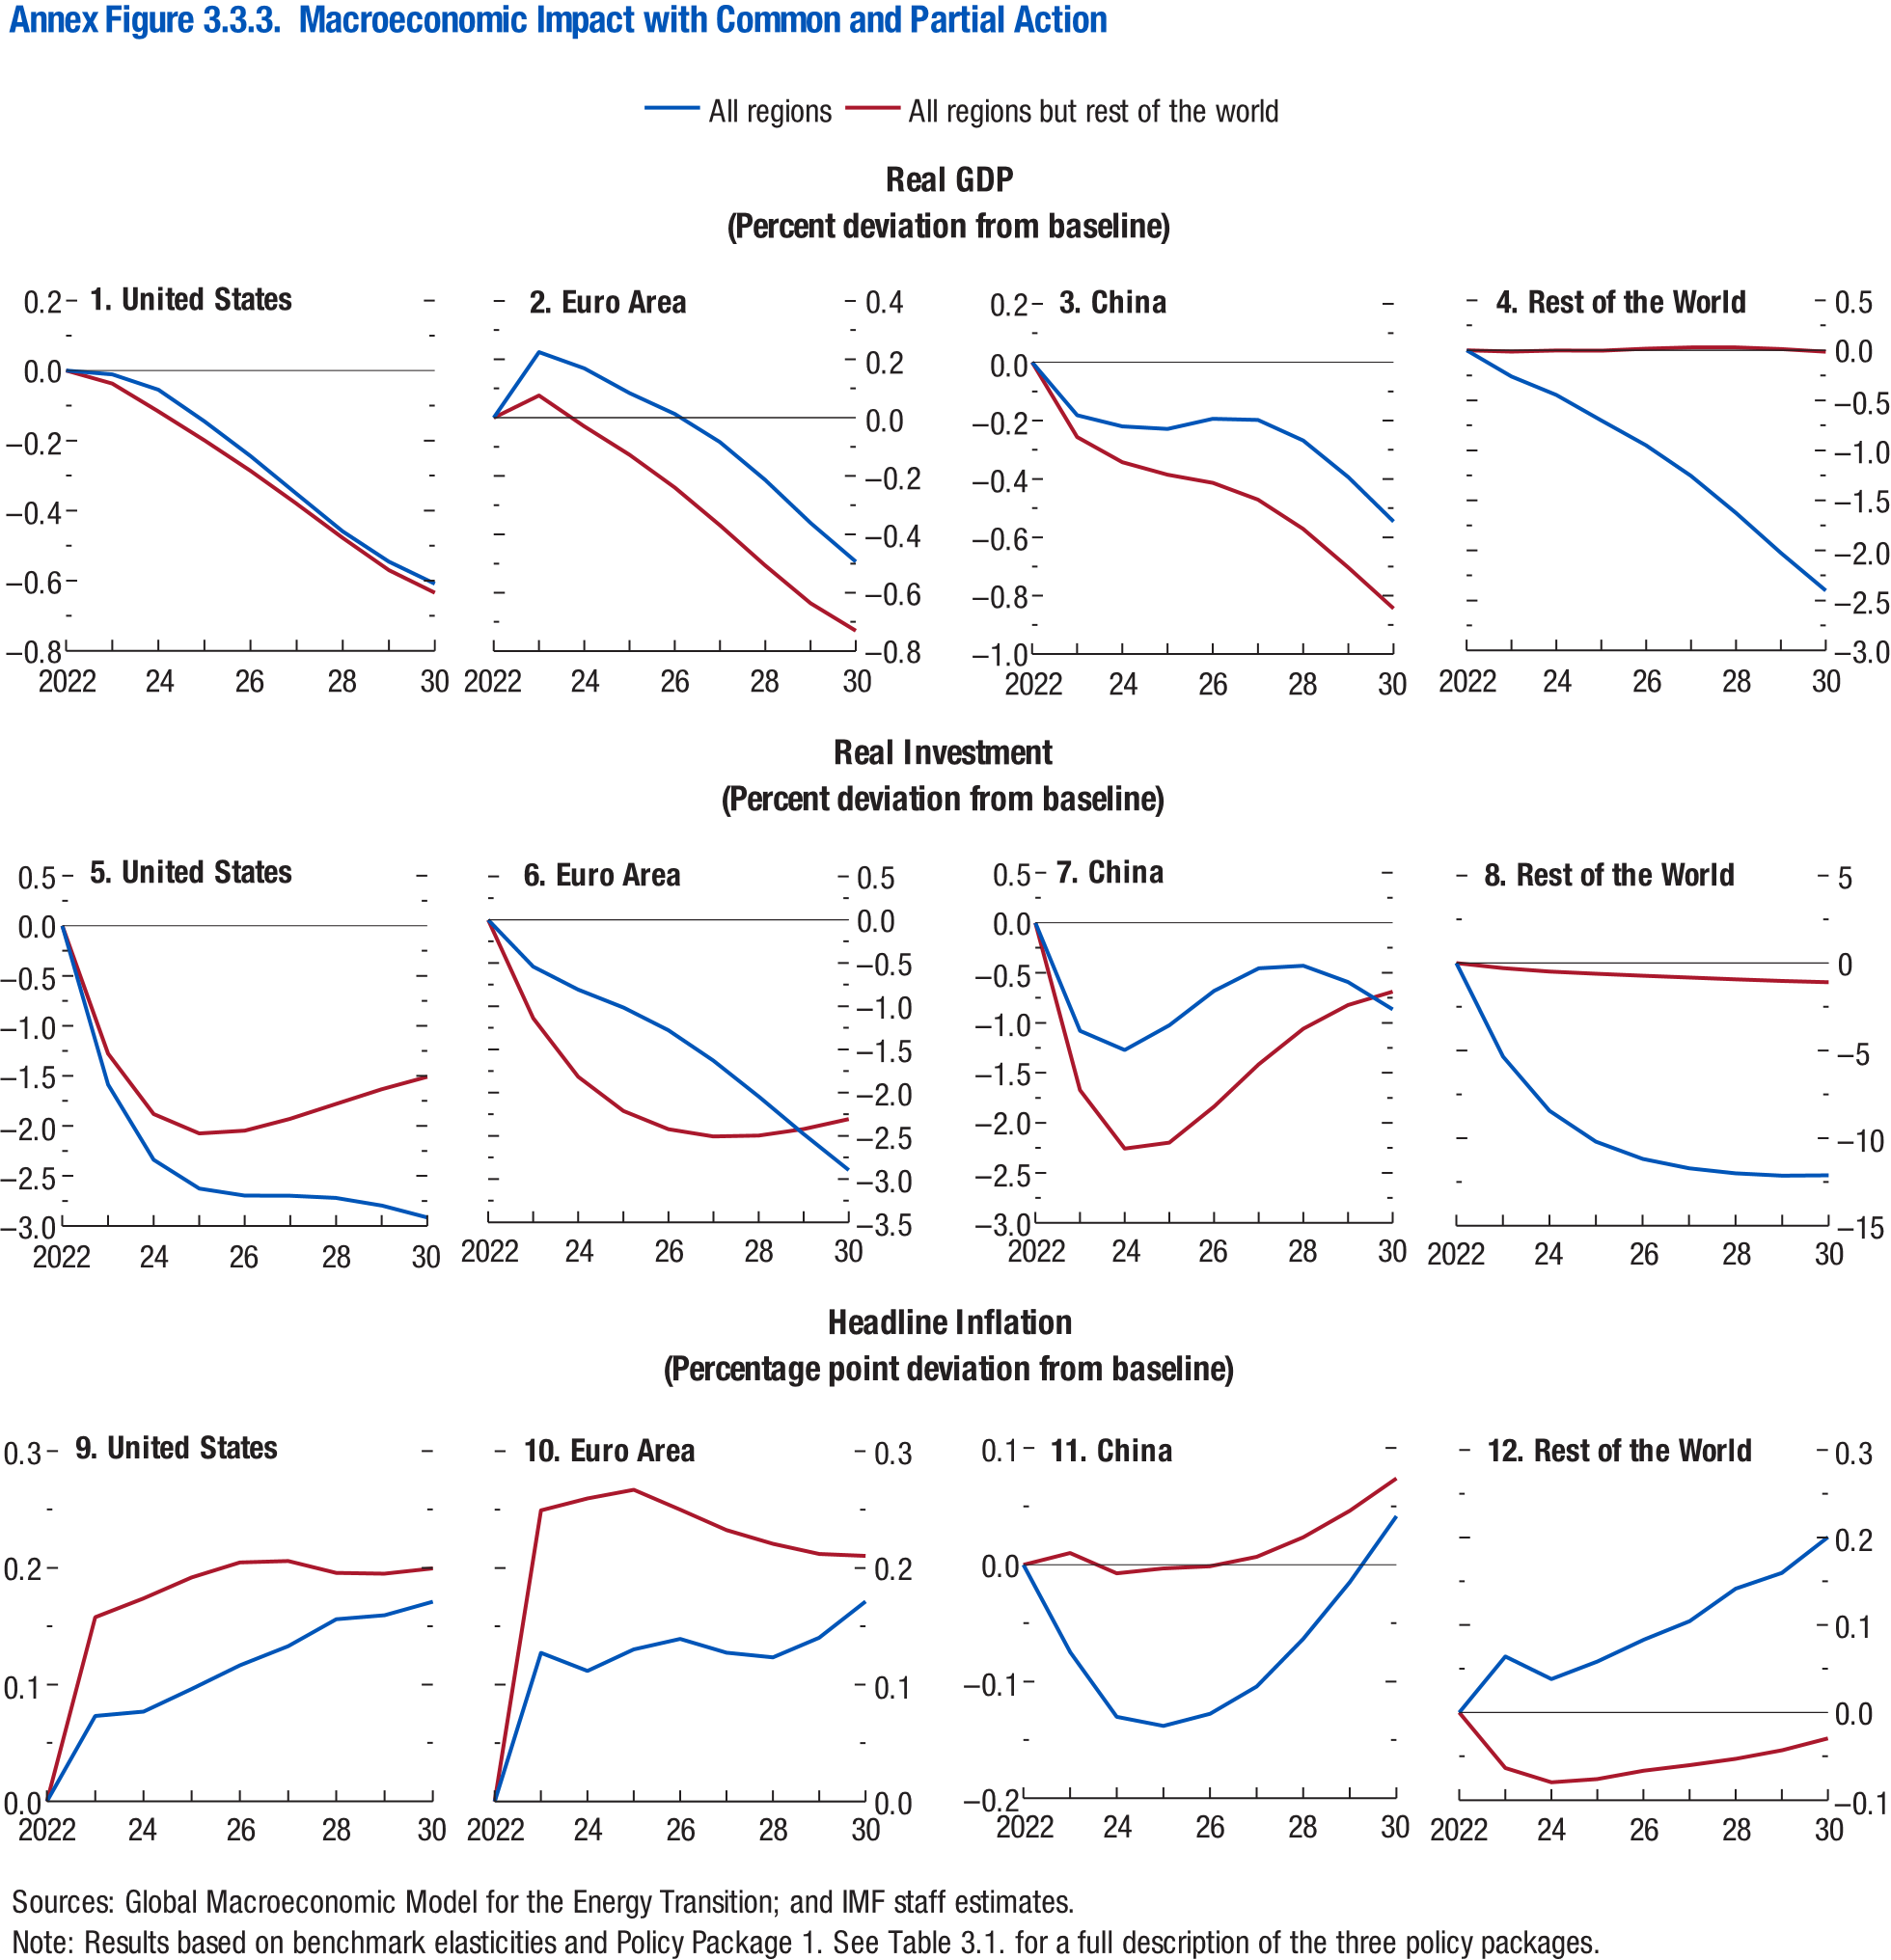 Annex Figure 3.3.3. Macroeconomic Impact with Common and Partial Action
All regions
All regions but rest of the world
Real GDP
(Percent deviation from baseline)
1. United States
0.2
0.0
–0.2
–0.4
–0.6
–0.8
2022 24 26 28 30
2. Euro Area
0.4
0.2
0.0
–0.2
–0.4
–0.6
–0.8
2022 24 26 28 30
3. China
0.2
0.0
–0.2
–0.4
–0.6
–0.8
–1.0
2022 24 26 28 30
4. Rest of the World
0.5
0.0
–0.5
–1.0
–1.5
–2.0
–2.5
–3.0
2022 24 26 28 30
Real Investment
(Percent deviation from baseline)
5. United States
0.5
0.0
–0.5
–1.0
–1.5
–2.0
–2.5
–3.0
2022 24 26 28 30
6. Euro Area
0.5
0.0
–0.5
–1.0
–1.5
–2.0
–2.5
–3.0
–3.5
2022 24 26 28 30
7. China
0.5
0.0
–0.5
–1.0
–1.5
–2.0
–2.5
–3.0
2022 24 26 28 30
8. Rest of the World
5
0
–5
–10
–15
2022 24 26 28 30
Headline Inflation
(Percentage point deviation from baseline)
9. United States
0.3
0.2
0.1
0.0
2022 24 26 28 30
10. Euro Area
0.3
0.2
0.1
0.0
2022 24 26 28 30
11. China
0.1
0.0
–0.1
–0.2
2022 24 26 28 30
12. Rest of the World
0.3
0.2
0.1
0.0
–0.1
2022 24 26 28 30
Sources: Global Macroeconomic Model for the Energy Transition; and IMF staff estimates.
Note: Results based on benchmark elasticities and Policy Package 1. See Table 3.1. for a full description of the three policy packages.